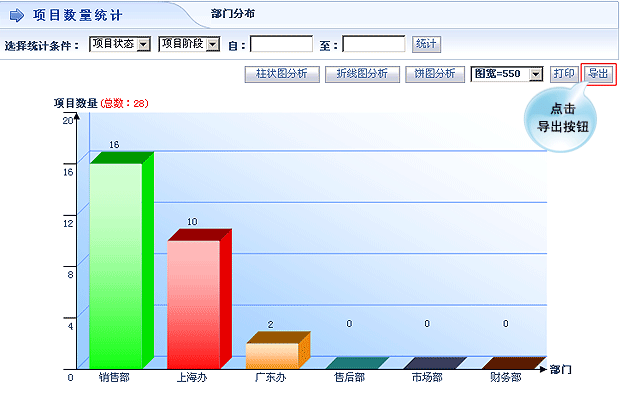 项目数量统计 部门分布
选择统计条件： 项目状态 项目阶段 自： 至： 统计
柱状图分析 折线图分析 饼图分析 图宽=550 打印 导出
点击
导出按钮
项目数量(总数：28)
20
16
16
12
10
8
4
2
0 0 0
0 销售部 上海办 广东办 售后部 市场部 财务部 部门